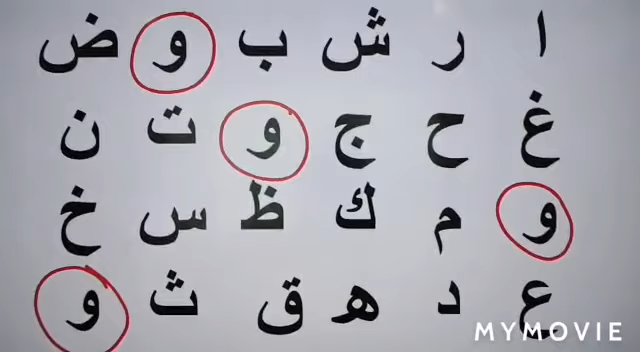 ا ر ش ب و ض
غ ح ج و ت ن
و م ك ظ س خ
ع د ه ق ث و
MYMOVIE